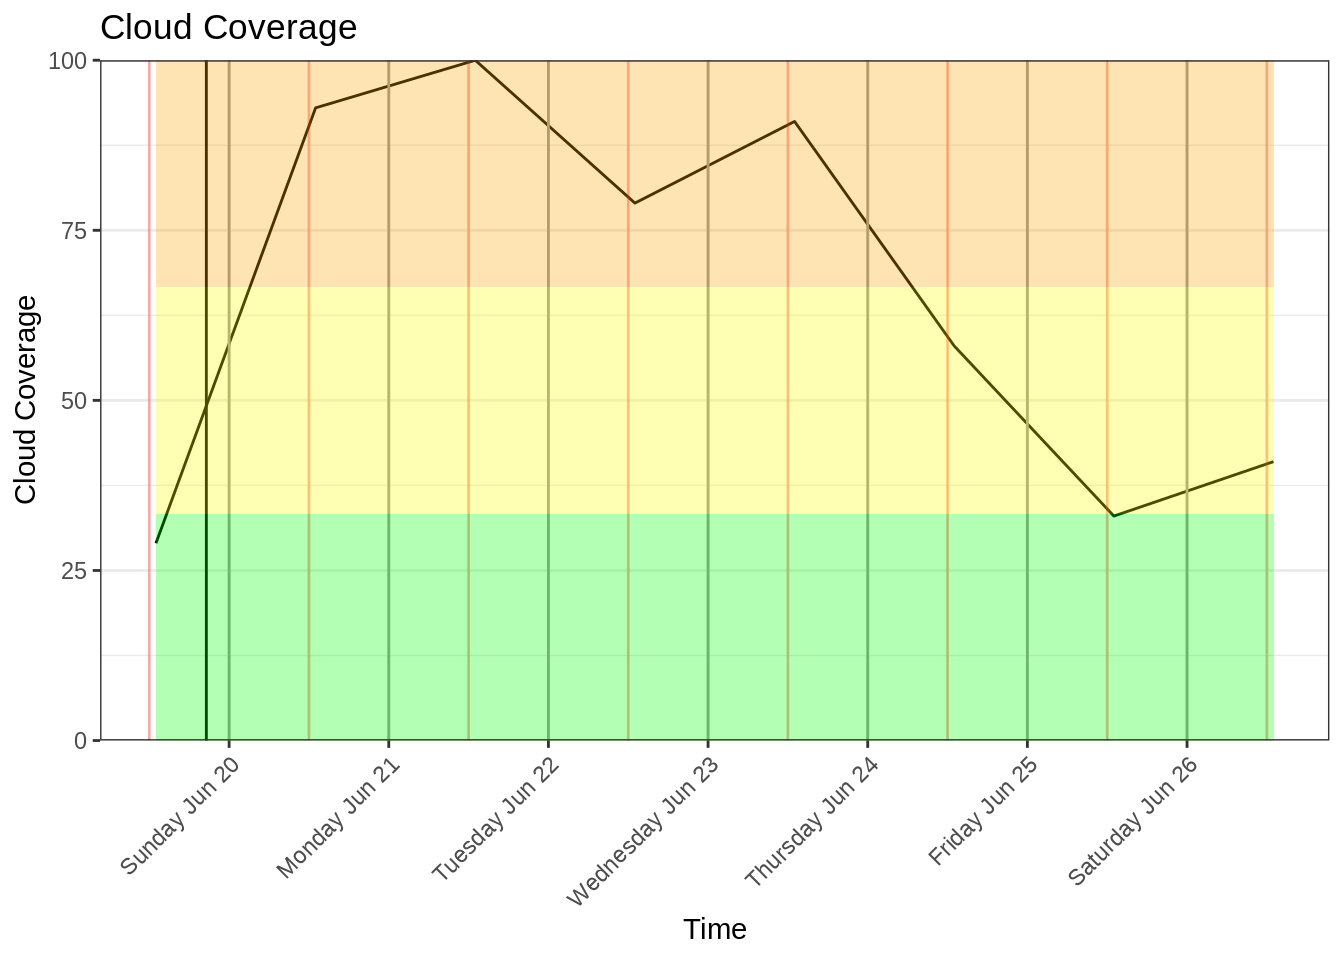 Cloud Coverage
Cloud Coverage
100
75
50
25
0
Sunday Jun 20
Monday Jun 21
Tuesday Jun 22
Wednesday Jun 23
Thursday Jun 24
Friday Jun 25
Saturday Jun 26
Time